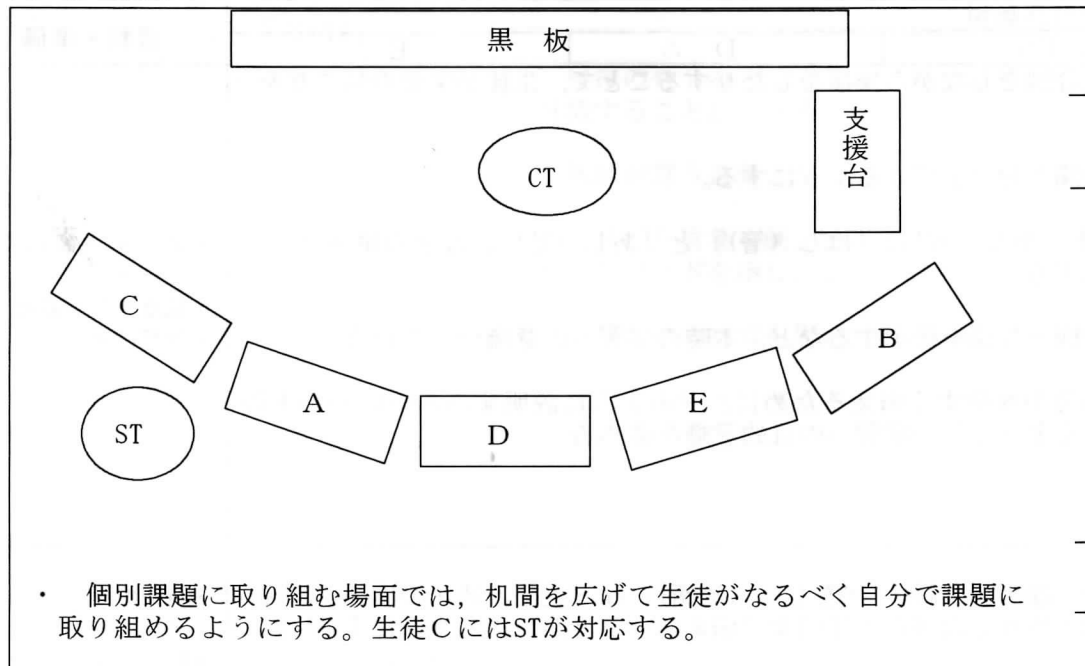 黒 板
支援台
CT
C
B
A
E
D
ST
・ 個別課題に取り組む場面では，机間を広げて生徒がなるべく自分で課題に
取り組めるようにする。生徒CにはSTが対応する。